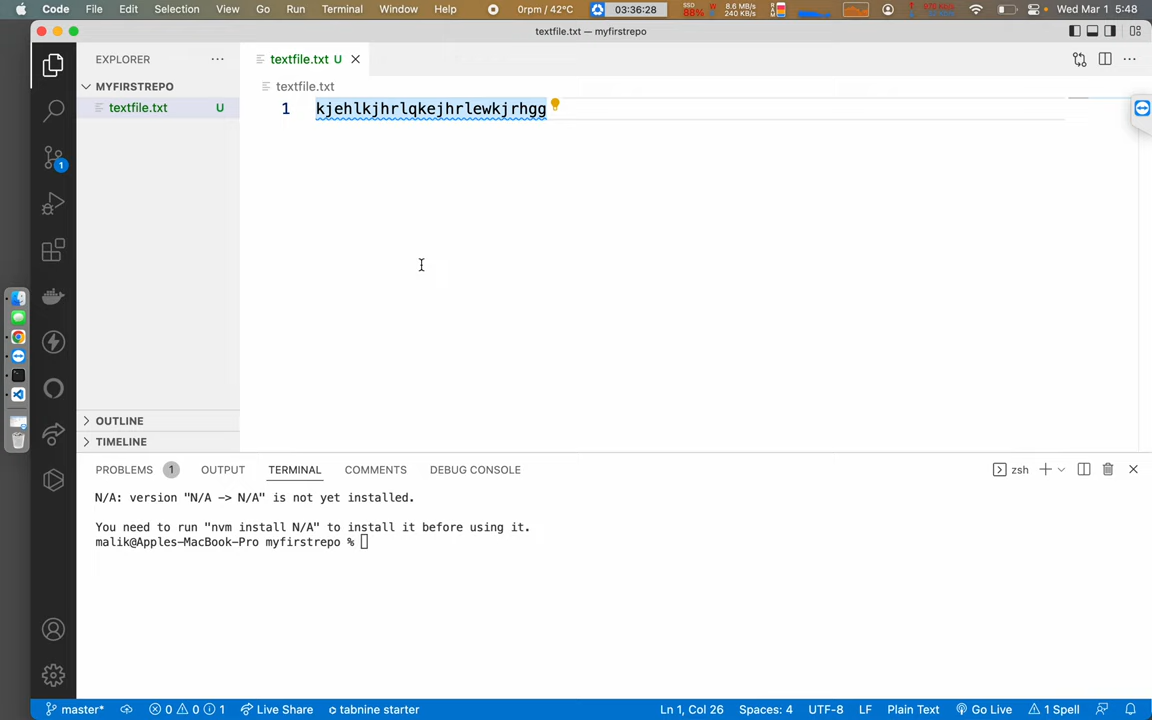 Code File Edit Selection View Go Run Terminal Window Help 0rpm / 42°C 03:36:28 SSD 88% 8.6 MB/s 240 KB/s Wed Mar 1 5:48
textfile.txt — myfirstrepo
EXPLORER
textfile.txt U
MYFIRSTREPO
textfile.txt
textfile.txt U
1 kjehlkjhrlqkejhrlewkjrhgg
1
OUTLINE
TIMELINE
PROBLEMS 1 OUTPUT TERMINAL COMMENTS DEBUG CONSOLE zsh
N/A: version "N/A -> N/A" is not yet installed.
You need to run "nvm install N/A" to install it before using it.
malik@Apples-MacBook-Pro myfirstrepo %
master* 0 0 1 Live Share tabnine starter Ln 1, Col 26 Spaces: 4 UTF-8 LF Plain Text Go Live 1 Spell